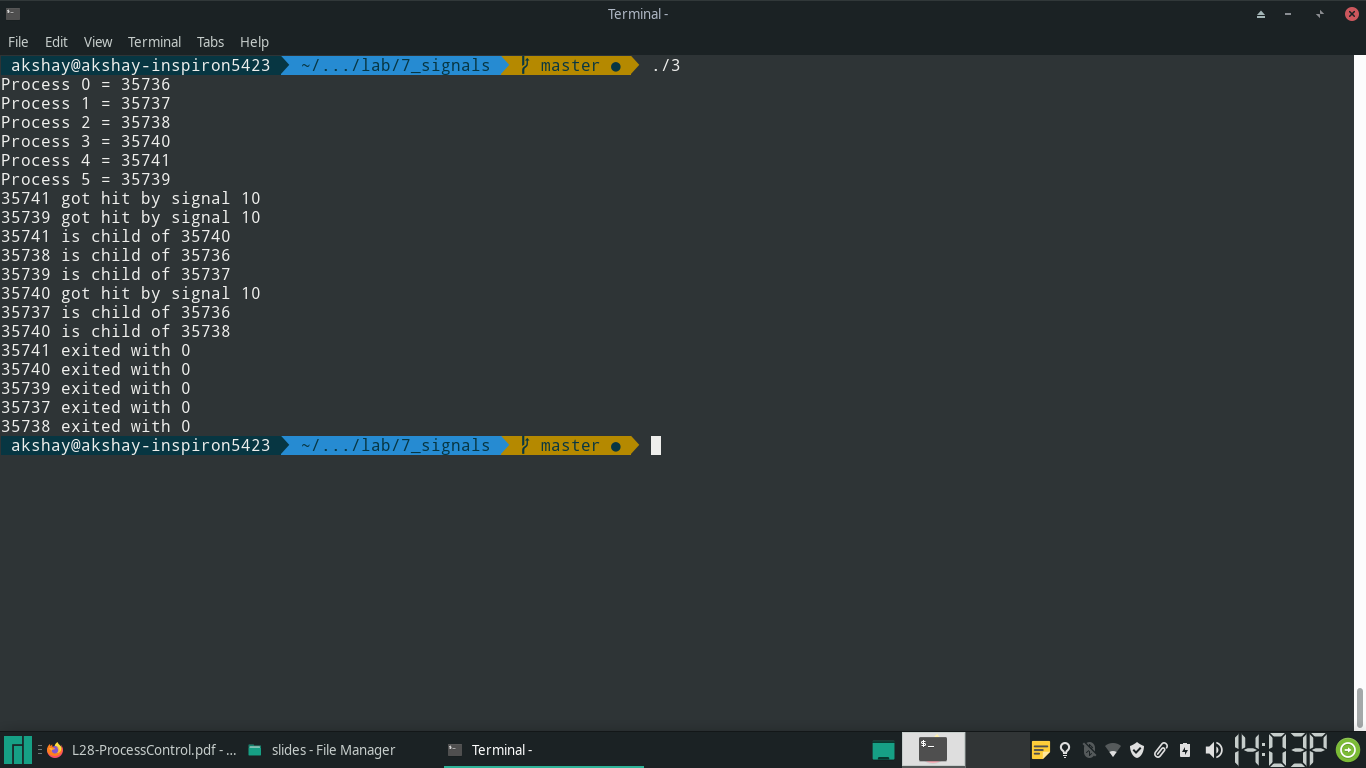 Terminal -
File Edit View Terminal Tabs Help
akshay@akshay-inspiron5423 ~/.../lab/7_signals master ● ./3
Process 0 = 35736
Process 1 = 35737
Process 2 = 35738
Process 3 = 35740
Process 4 = 35741
Process 5 = 35739
35741 got hit by signal 10
35739 got hit by signal 10
35741 is child of 35740
35738 is child of 35736
35739 is child of 35737
35740 got hit by signal 10
35737 is child of 35736
35740 is child of 35738
35741 exited with 0
35740 exited with 0
35739 exited with 0
35737 exited with 0
35738 exited with 0
akshay@akshay-inspiron5423 ~/.../lab/7_signals master ●
L28-ProcessControl.pdf - ... slides - File Manager Terminal - 14:03P